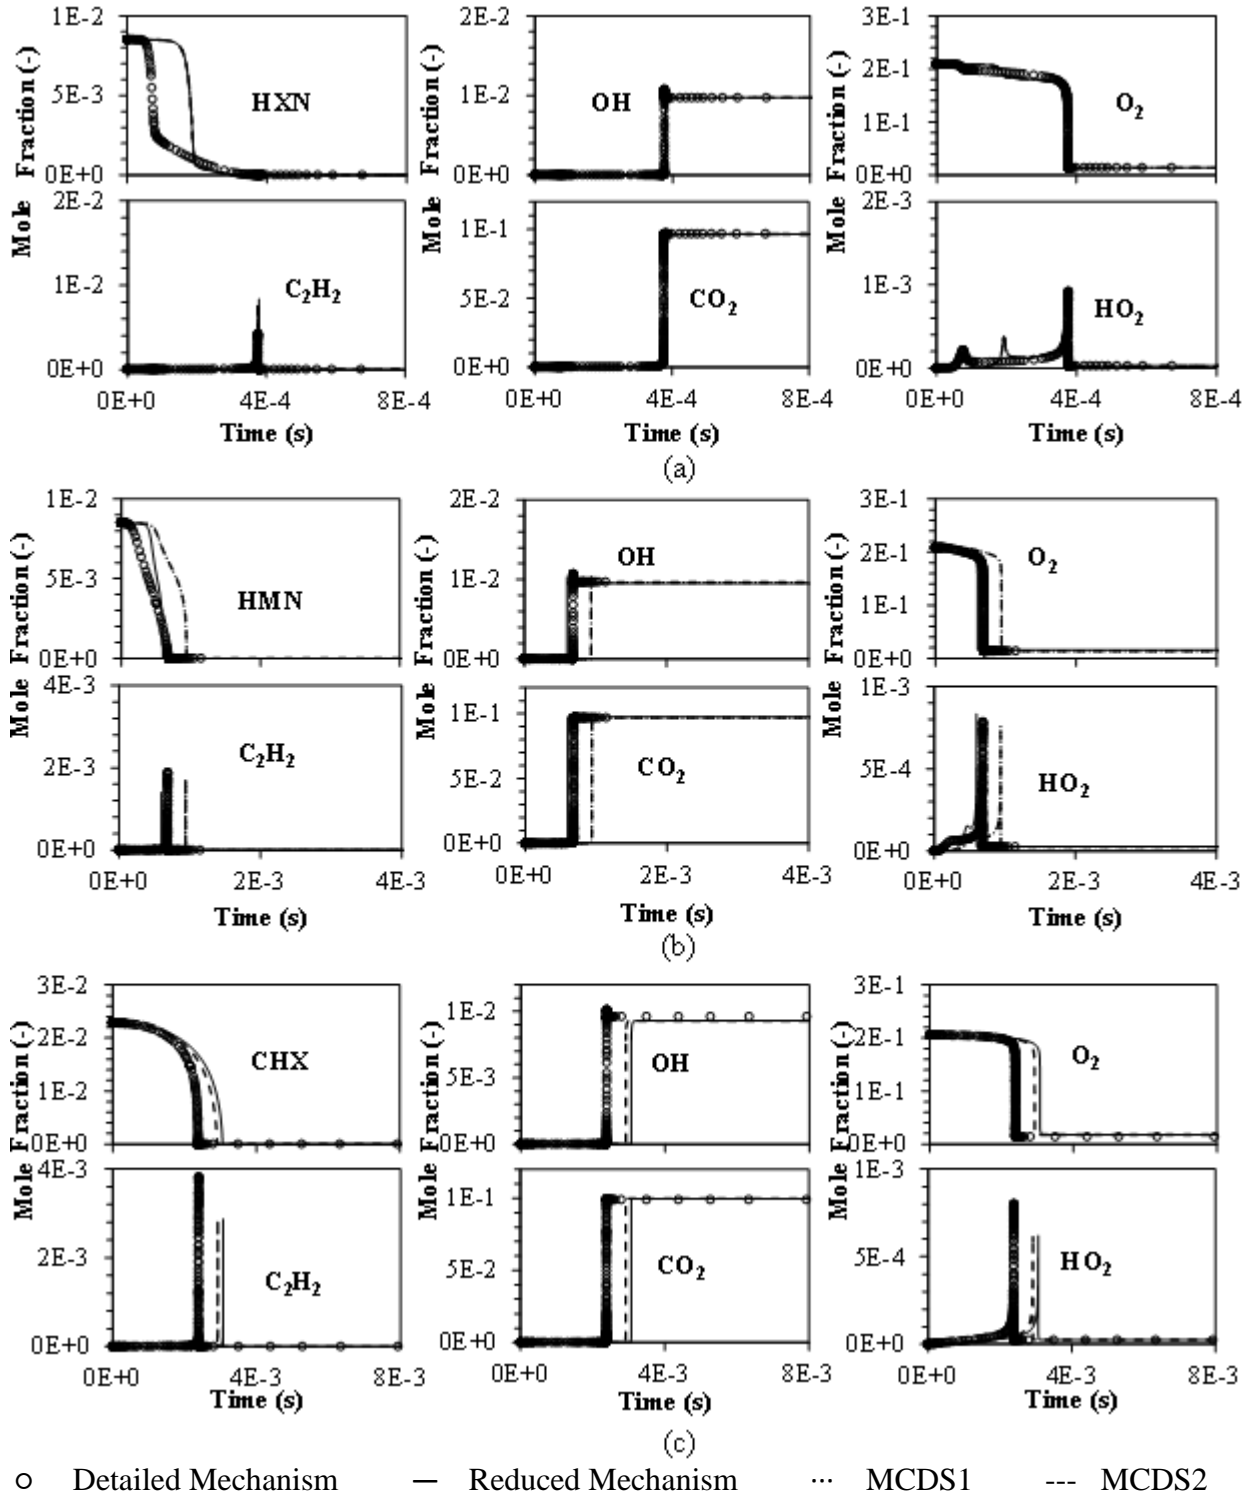 1E-2
5E-3
0E+0
Fraction (-)
HXN
2E-2
1E-2
0E+0
OH
3E-1
2E-1
1E-1
0E+0
Fraction (-)
O2
2E-2
1E-2
0E+0
Mole
C2H2
0E+0 4E-4 8E-4
Time (s)
1E-1
5E-2
0E+0
CO2
0E+0 4E-4 8E-4
Time (s)
2E-3
1E-3
0E+0
Mole
HO2
0E+0 4E-4 8E-4
Time (s)
(a)
1E-2
5E-3
0E+0
Fraction (-)
HMN
2E-2
1E-2
0E+0
Fraction (-)
OH
3E-1
2E-1
1E-1
0E+0
Fraction (-)
O2
4E-3
2E-3
0E+0
Mole
C2H2
0E+0 2E-3 4E-3
Time (s)
1E-1
5E-2
0E+0
Mole
CO2
0E+0 2E-3 4E-3
Time (s)
1E-3
5E-4
0E+0
Mole
HO2
0E+0 2E-3 4E-3
Time (s)
(b)
3E-2
2E-2
1E-2
0E+0
Fraction (-)
CHX
1E-2
5E-3
0E+0
Fraction (-)
OH
3E-1
2E-1
1E-1
0E+0
Fraction (-)
O2
4E-3
2E-3
0E+0
Mole
C2H2
0E+0 4E-3 8E-3
Time (s)
1E-1
5E-2
0E+0
Mole
CO2
0E+0 4E-3 8E-3
Time (s)
1E-3
5E-4
0E+0
Mole
HO2
0E+0 4E-3 8E-3
Time (s)
(c)
Detailed Mechanism Reduced Mechanism MCDS1 MCDS2